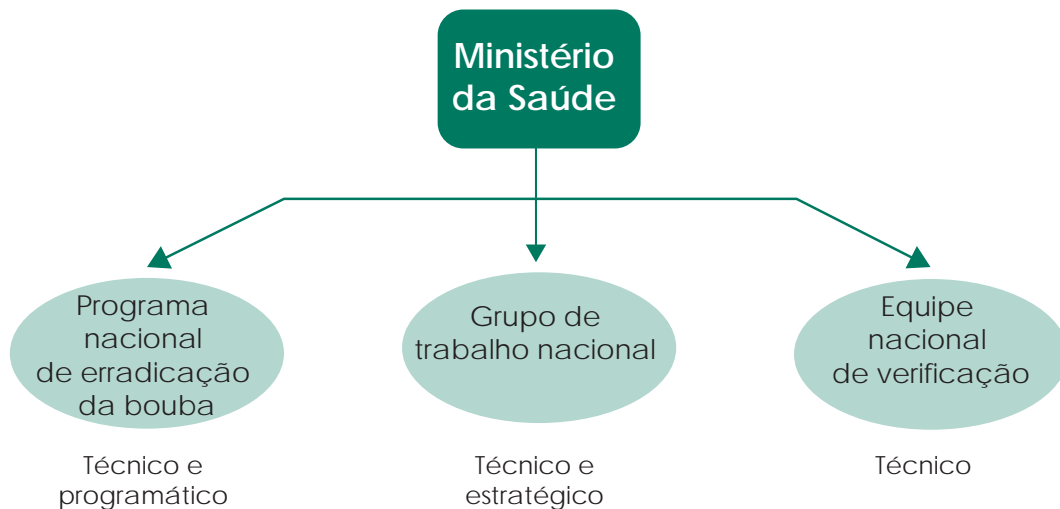 Ministério
da Saúde
Programa
nacional
de erradicação
da bouba
Grupo de
trabalho nacional
Equipe
nacional
de verificação
Técnico e
programático
Técnico e
estratégico
Técnico